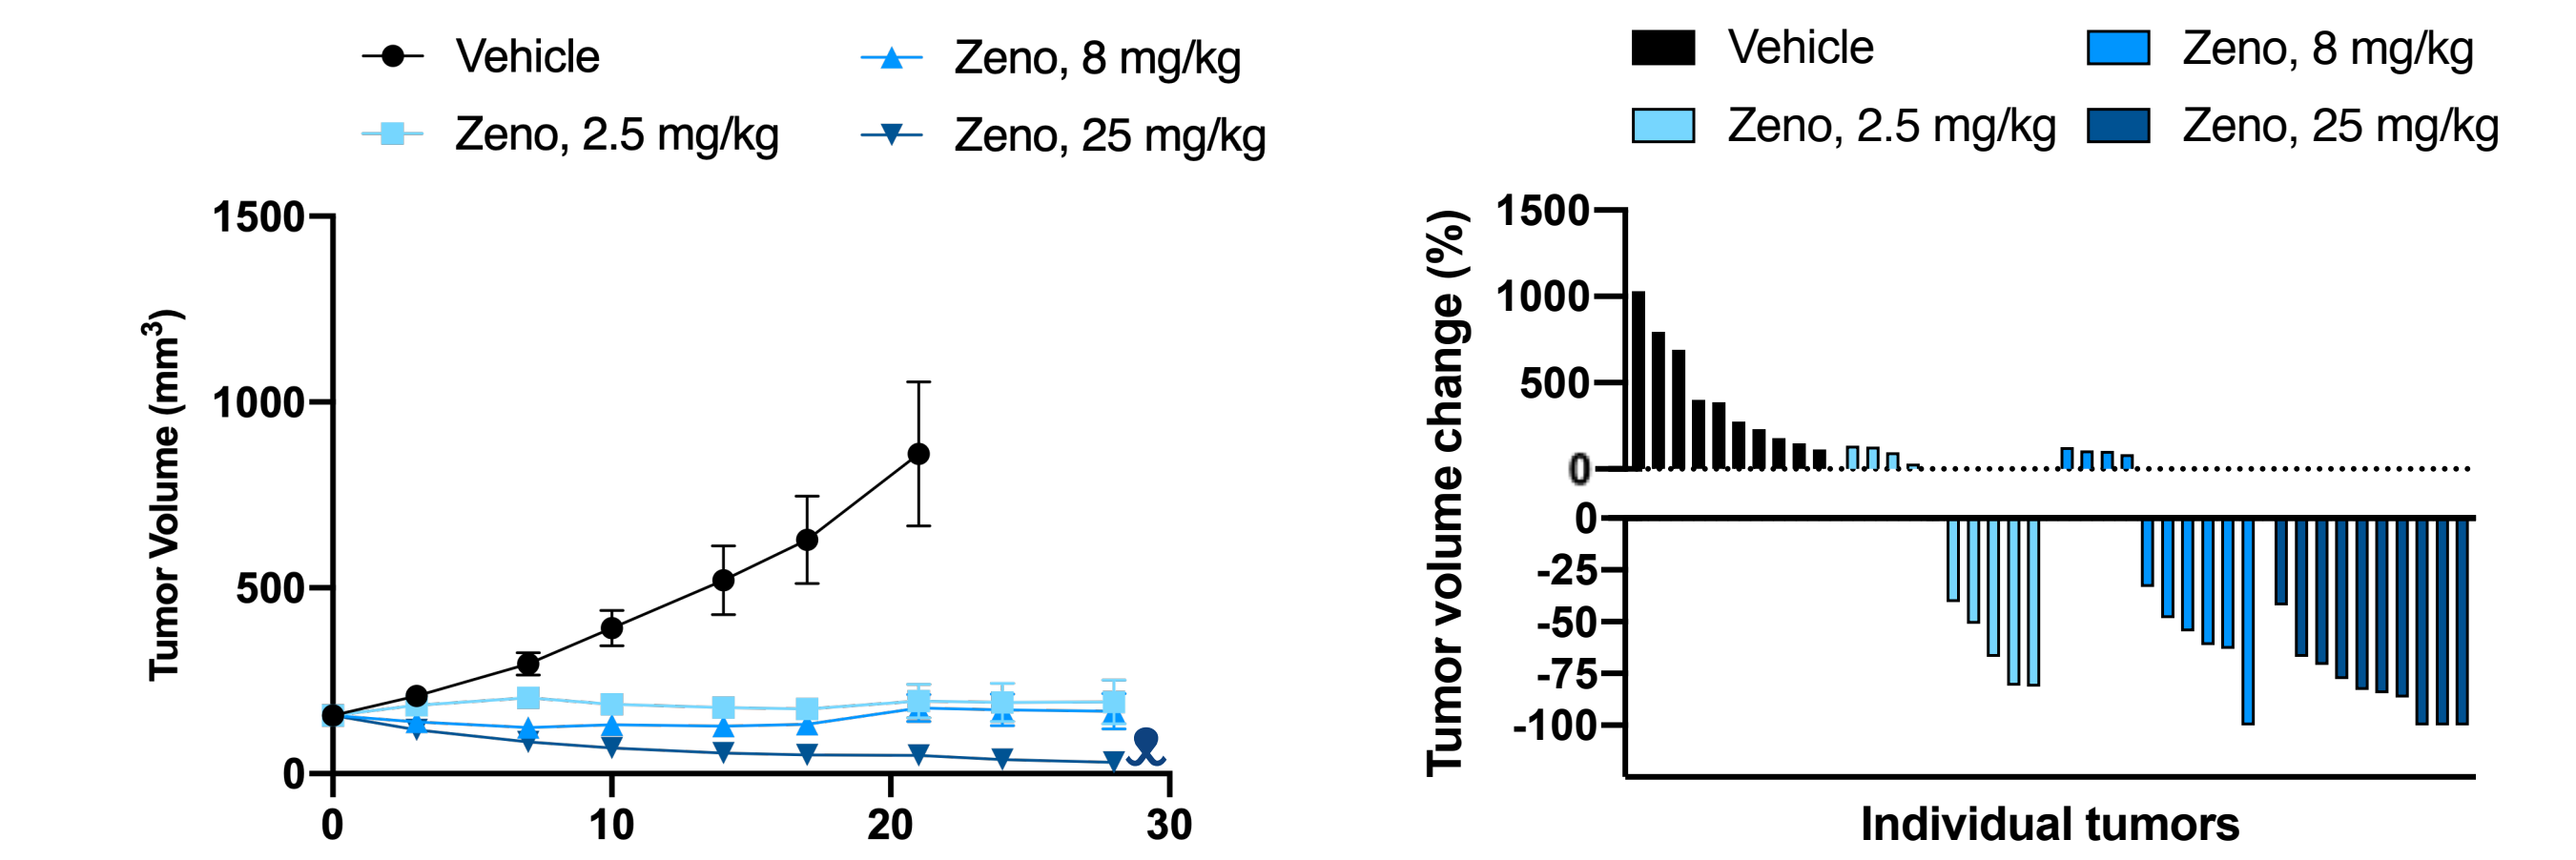 Vehicle
Zeno, 8 mg/kg
Zeno, 2.5 mg/kg
Zeno, 25 mg/kg
Tumor Volume (mm³)
1500
1000
500
0
0
10
20
30
Vehicle
Zeno, 8 mg/kg
Zeno, 2.5 mg/kg
Zeno, 25 mg/kg
Tumor volume change (%)
1500
1000
500
0
0
-25
-50
-75
-100
Individual tumors